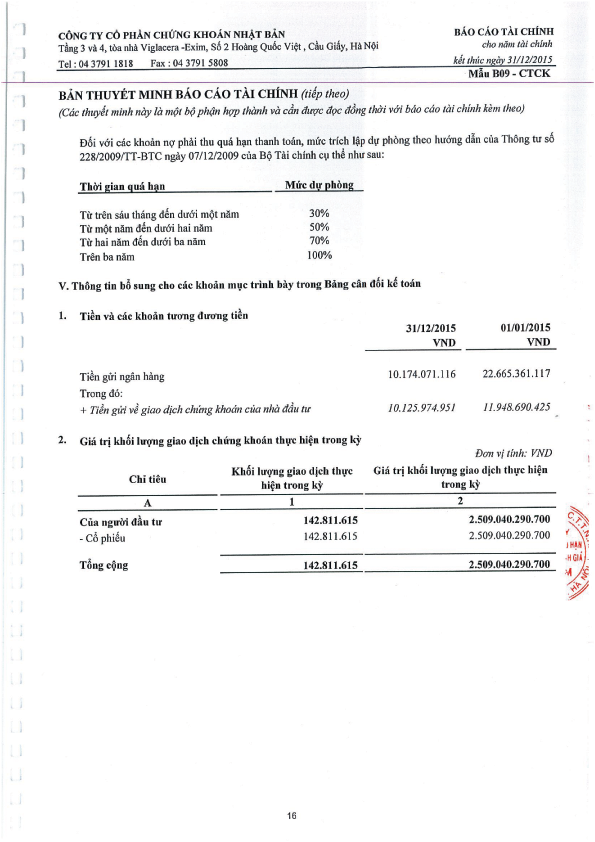 CÔNG TY CỔ PHẦN CHỨNG KHOÁN NHẬT BẢN
Tầng 3 và 4, tòa nhà Viglacera -Exim, Số 2 Hoàng Quốc Việt , Cầu Giấy, Hà Nội
Tel : 04 3791 1818 Fax : 04 3791 5808
BÁO CÁO TÀI CHÍNH
cho năm tài chính
kết thúc ngày 31/12/2015
Mẫu B09 - CTCK
BẢN THUYẾT MINH BÁO CÁO TÀI CHÍNH (tiếp theo)
(Các thuyết minh này là một bộ phận hợp thành và cần được đọc đồng thời với báo cáo tài chính kèm theo)
Đối với các khoản nợ phải thu quá hạn thanh toán, mức trích lập dự phòng theo hướng dẫn của Thông tư số
228/2009/TT-BTC ngày 07/12/2009 của Bộ Tài chính cụ thể như sau:
Thời gian quá hạn Mức dự phòng
Từ trên sáu tháng đến dưới một năm 30%
Từ một năm đến dưới hai năm 50%
Từ hai năm đến dưới ba năm 70%
Trên ba năm 100%
V. Thông tin bổ sung cho các khoản mục trình bày trong Bảng cân đối kế toán
1. Tiền và các khoản tương đương tiền
31/12/2015 01/01/2015
VND VND
Tiền gửi ngân hàng 10.174.071.116 22.665.361.117
Trong đó:
+ Tiền gửi về giao dịch chứng khoán của nhà đầu tư 10.125.974.951 11.948.690.425
2. Giá trị khối lượng giao dịch chứng khoán thực hiện trong kỳ
Đơn vị tính: VND
Chỉ tiêu Khối lượng giao dịch thực hiện trong kỳ Giá trị khối lượng giao dịch thực hiện trong kỳ
A 1 2
Của người đầu tư 142.811.615 2.509.040.290.700
- Cổ phiếu 142.811.615 2.509.040.290.700
Tổng cộng 142.811.615 2.509.040.290.700
16